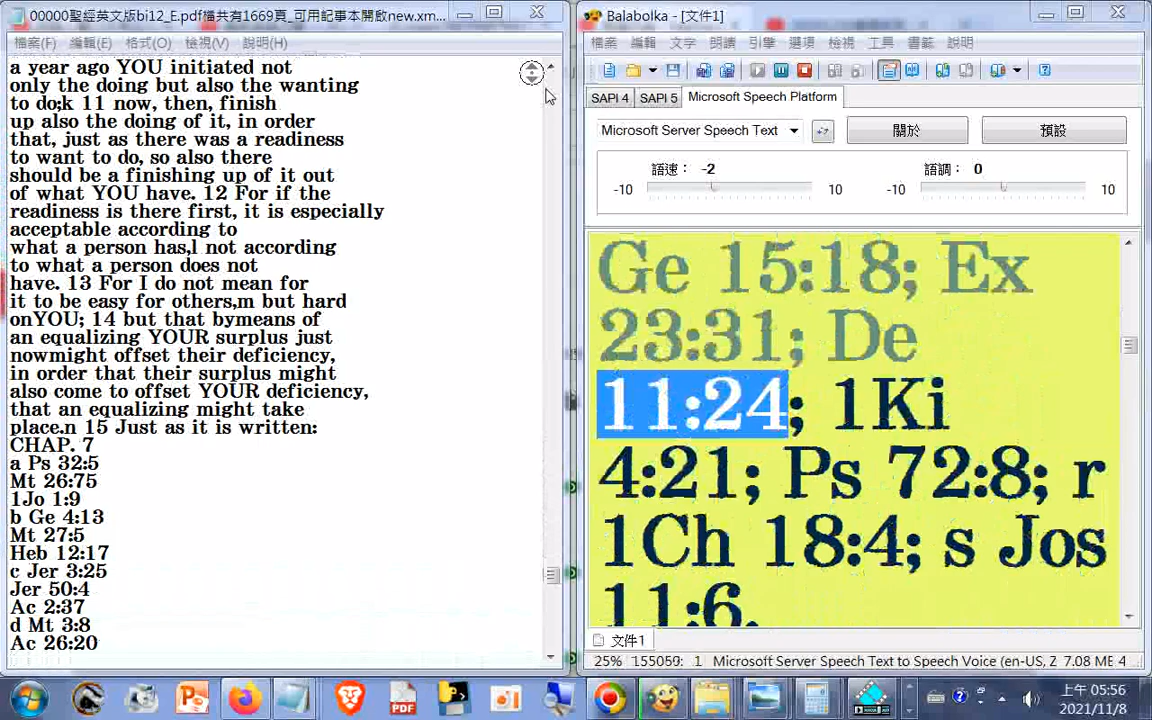 00000聖經英文版bi12_E.pdf檔共有1669頁_可用記事本開啟new.xm...
檔案(F) 編輯(E) 格式(O) 檢視(V) 說明(H)
a year ago YOU initiated not
only the doing but also the wanting
to do;k 11 now, then, finish
up also the doing of it, in order
that, just as there was a readiness
to want to do, so also there
should be a finishing up of it out
of what YOU have. 12 For if the
readiness is there first, it is especially
acceptable according to
what a person has,l not according
to what a person does not
have. 13 For I do not mean for
it to be easy for others,m but hard
onYOU; 14 but that bymeans of
an equalizing YOUR surplus just
nowmight offset their deficiency,
in order that their surplus might
also come to offset YOUR deficiency,
that an equalizing might take
place.n 15 Just as it is written:
CHAP. 7
a Ps 32:5
Mt 26:75
1Jo 1:9
b Ge 4:13
Mt 27:5
Heb 12:17
c Jer 3:25
Jer 50:4
Ac 2:37
d Mt 3:8
Ac 26:20
Balabolka - [文件1]
檔案 編輯 文字 朗讀 引擎 選項 檢視 工具 書籤 說明
SAPI 4 SAPI 5 Microsoft Speech Platform
Microsoft Server Speech Text 關於 預設
語速: -2 語調: 0
-10 10 -10 10
Ge 15:18; Ex
23:31; De
11:24; 1Ki
4:21; Ps 72:8; r
1Ch 18:4; s Jos
11:6.
文件1
25% 155059: 1 Microsoft Server Speech Text to Speech Voice (en-US, Z 7.08 ME 4
PDF
上午 05:56
2021/11/8